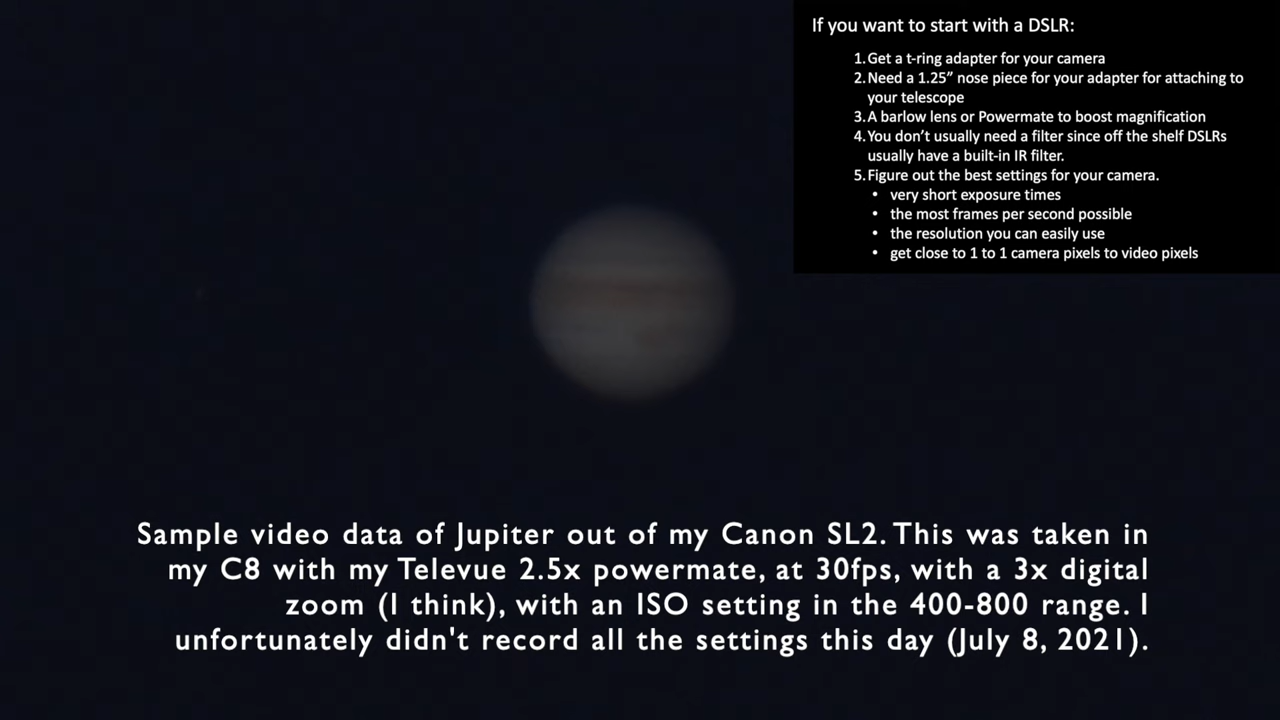 If you want to start with a DSLR:
1. Get a t-ring adapter for your camera
2. Need a 1.25” nose piece for your adapter for attaching to
your telescope
3. A barlow lens or Powermate to boost magnification
4. You don’t usually need a filter since off the shelf DSLRs
usually have a built-in IR filter.
5. Figure out the best settings for your camera.
• very short exposure times
• the most frames per second possible
• the resolution you can easily use
• get close to 1 to 1 camera pixels to video pixels
Sample video data of Jupiter out of my Canon SL2. This was taken in
my C8 with my Televue 2.5x powermate, at 30fps, with a 3x digital
zoom (I think), with an ISO setting in the 400-800 range. I
unfortunately didn't record all the settings this day (July 8, 2021).